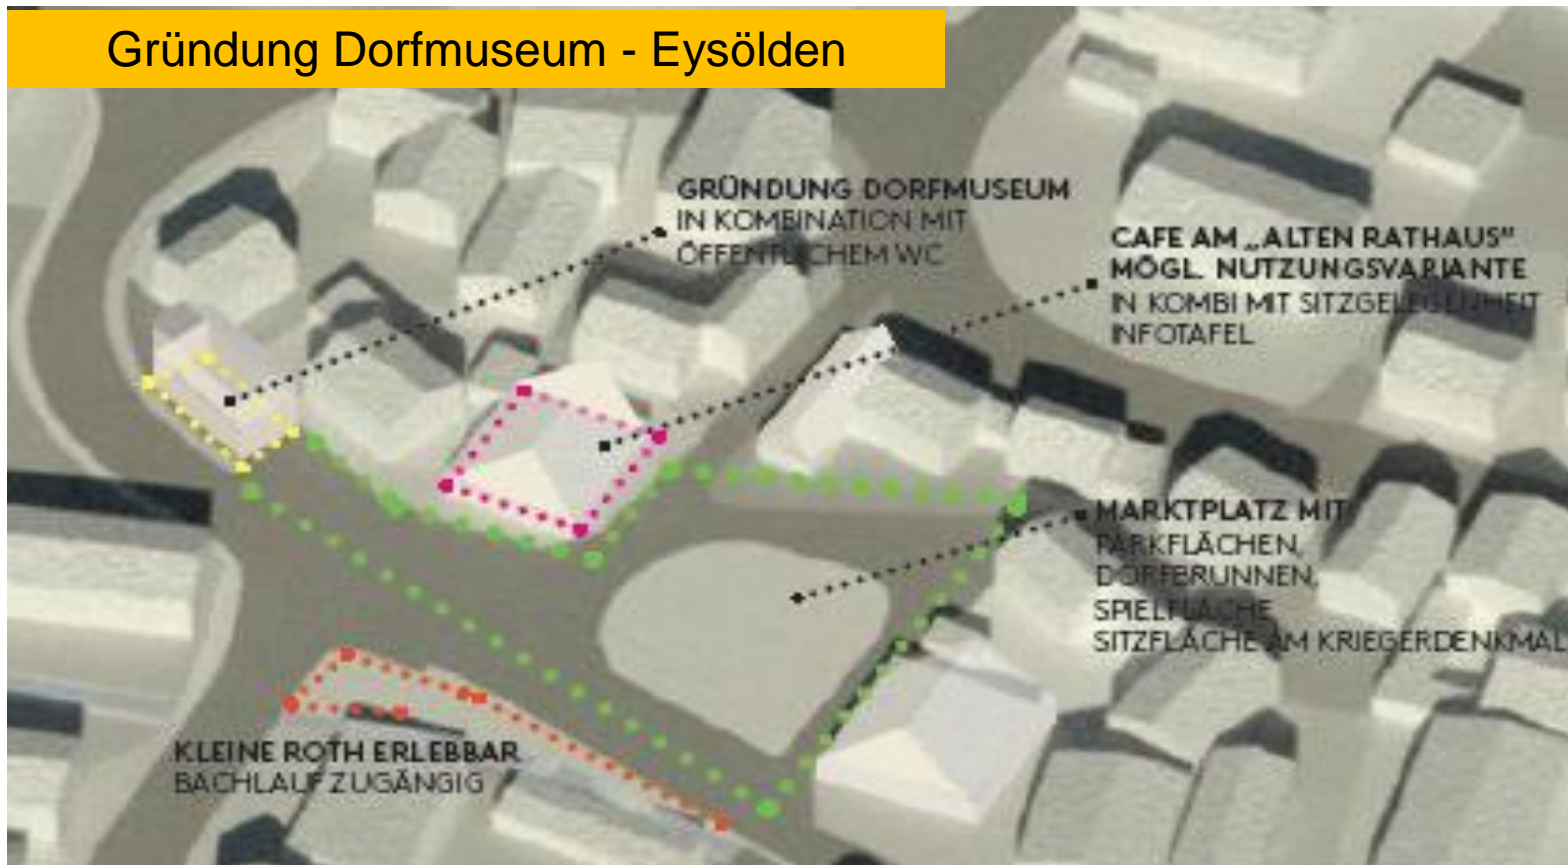 Gründung Dorfmuseum - Eysölden
GRÜNDUNG DORFMUSEUM
IN KOMBINATION MIT
ÖFFENTLICHEM WC
CAFE AM „ALTEN RATHAUS"
MÖGL. NUTZUNGSVARIANTE
IN KOMBI MIT SITZGELEGENHEIT
INFOTAFEL
MARKTPLATZ MIT
PARKFLÄCHEN,
DORFBRUNNEN,
SPIELFLÄCHE
SITZFLÄCHE AM KRIEGERDENKMAL
KLEINE ROTH ERLEBBAR
BACHLAUF ZUGÄNGIG